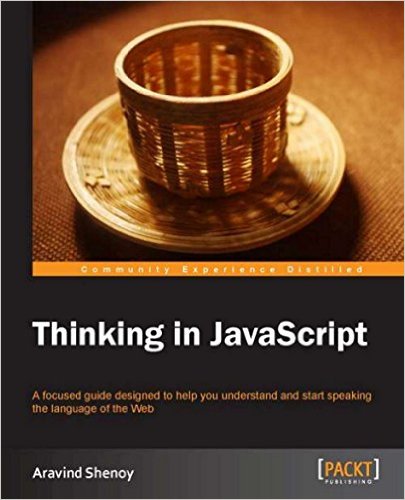 Community Experience Distilled
Thinking in JavaScript
A focused guide designed to help you understand and start speaking
the language of the Web
Aravind Shenoy
[PACKT]
PUBLISHING